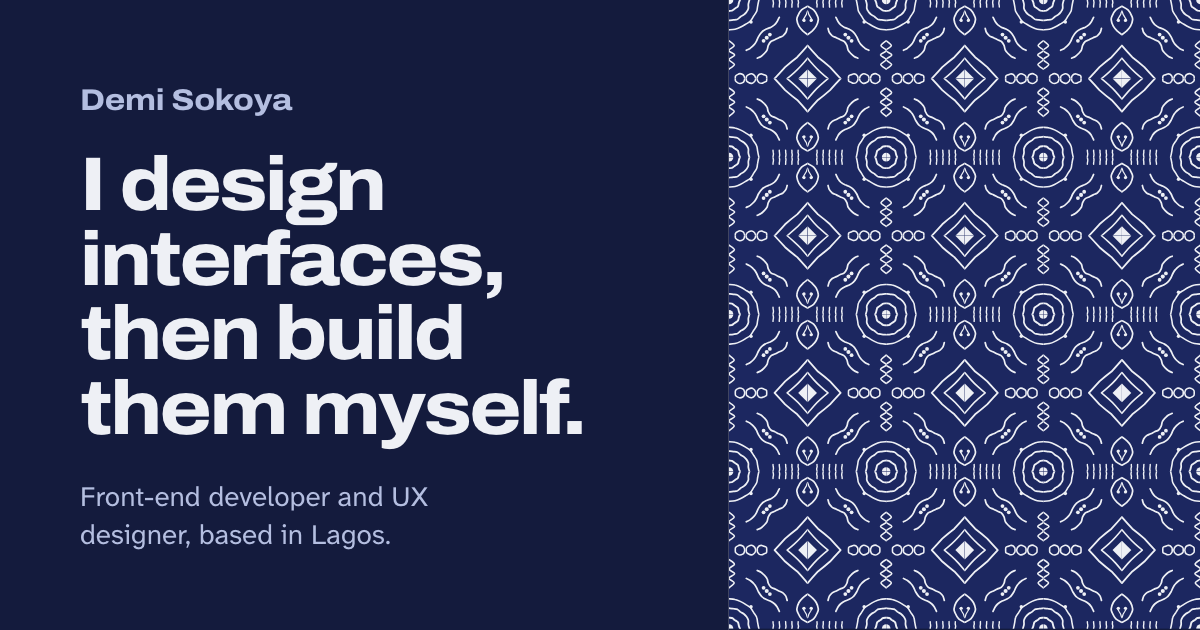 Demi Sokoya
I design
interfaces,
then build
them myself.
Front-end developer and UX
designer, based in Lagos.